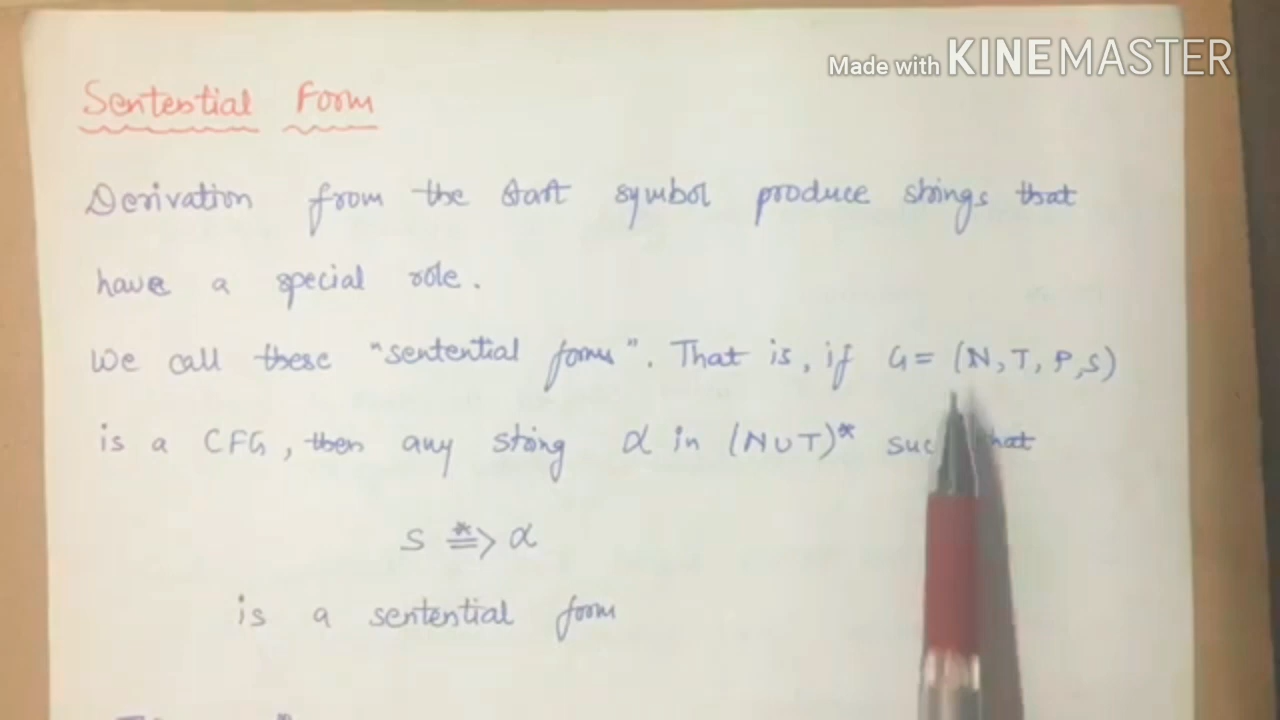 Made with KINEMASTER
Sentential Form
Derivation from the start symbol produce strings that
have a special role.
We call these "sentential forms". That is, if G = (N, T, P, S)
is a CFG, then any string α in (N∪T)* that
S *=> α
is a sentential form